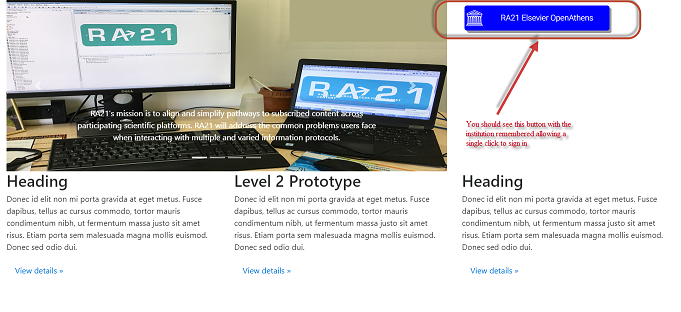 RA21
RA21
RA21 Elsevier OpenAthens
RA21's mission is to align and simplify pathways to subscribed content across
participating scientific platforms. RA21 will address the common problems users face
when interacting with multiple and varied information protocols.
You should see this button with the
institution remembered allowing a
single click to sign in
Heading
Donec id elit non mi porta gravida at eget metus. Fusce
dapibus, tellus ac cursus commodo, tortor mauris
condimentum nibh, ut fermentum massa justo sit amet
risus. Etiam porta sem malesuada magna mollis euismod.
Donec sed odio dui.
View details »
Level 2 Prototype
Donec id elit non mi porta gravida at eget metus. Fusce
dapibus, tellus ac cursus commodo, tortor mauris
condimentum nibh, ut fermentum massa justo sit amet
risus. Etiam porta sem malesuada magna mollis euismod.
Donec sed odio dui.
View details »
Heading
Donec id elit non mi porta gravida at eget metus. Fusce
dapibus, tellus ac cursus commodo, tortor mauris
condimentum nibh, ut fermentum massa justo sit amet
risus. Etiam porta sem malesuada magna mollis euismod.
Donec sed odio dui.
View details »